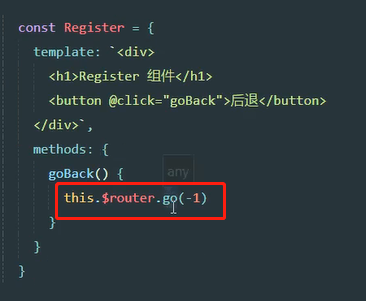 const Register = {
template: `<div>
<h1>Register 组件</h1>
<button @click="goBack">后退</button>
</div>`,
methods: {
any
goBack() {
this.$router.go(-1)
}
}
}